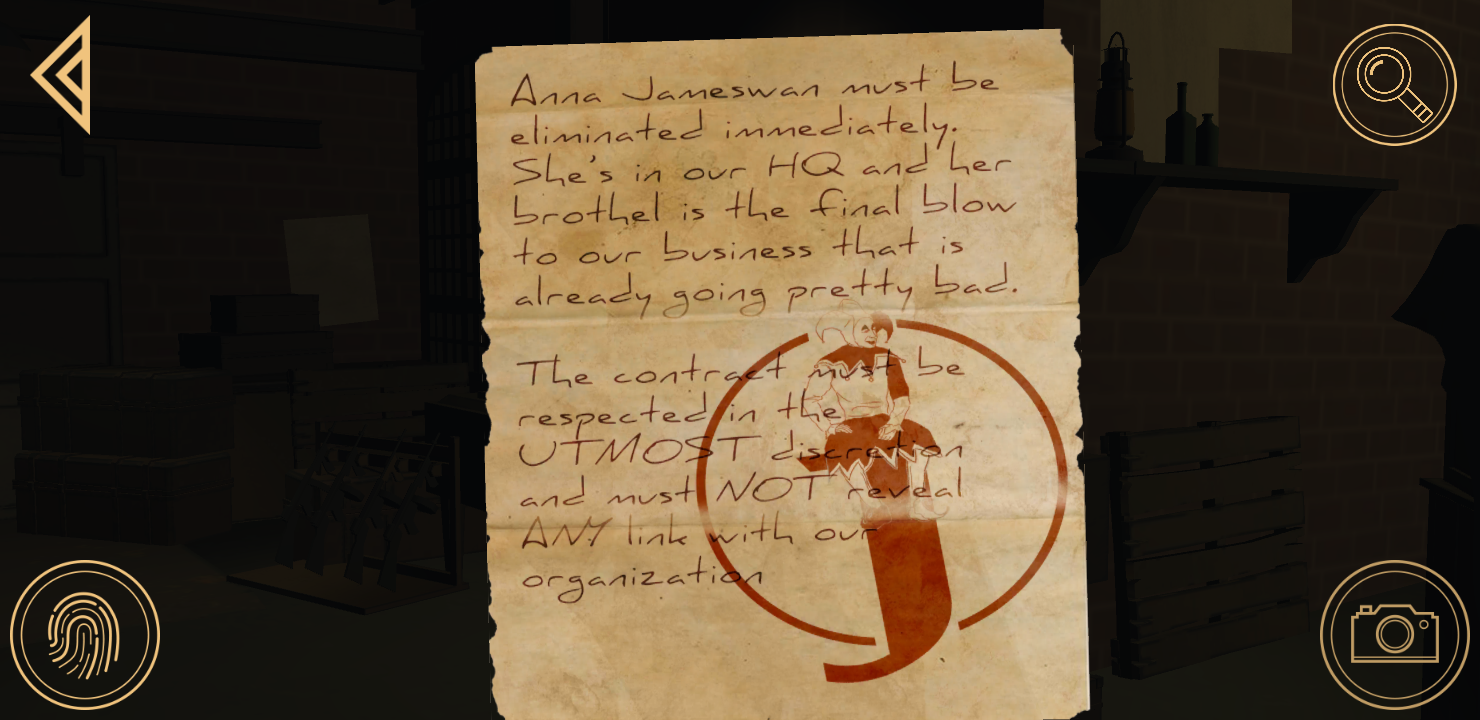 Anna Jameswan must be
eliminated immediately.
She's in our HQ and her
brothel is the final blow
to our business that is
already going pretty bad.
The contract must be
respected in the
UTMOST discretion
and must NOT reveal
ANY link with our
organization
J